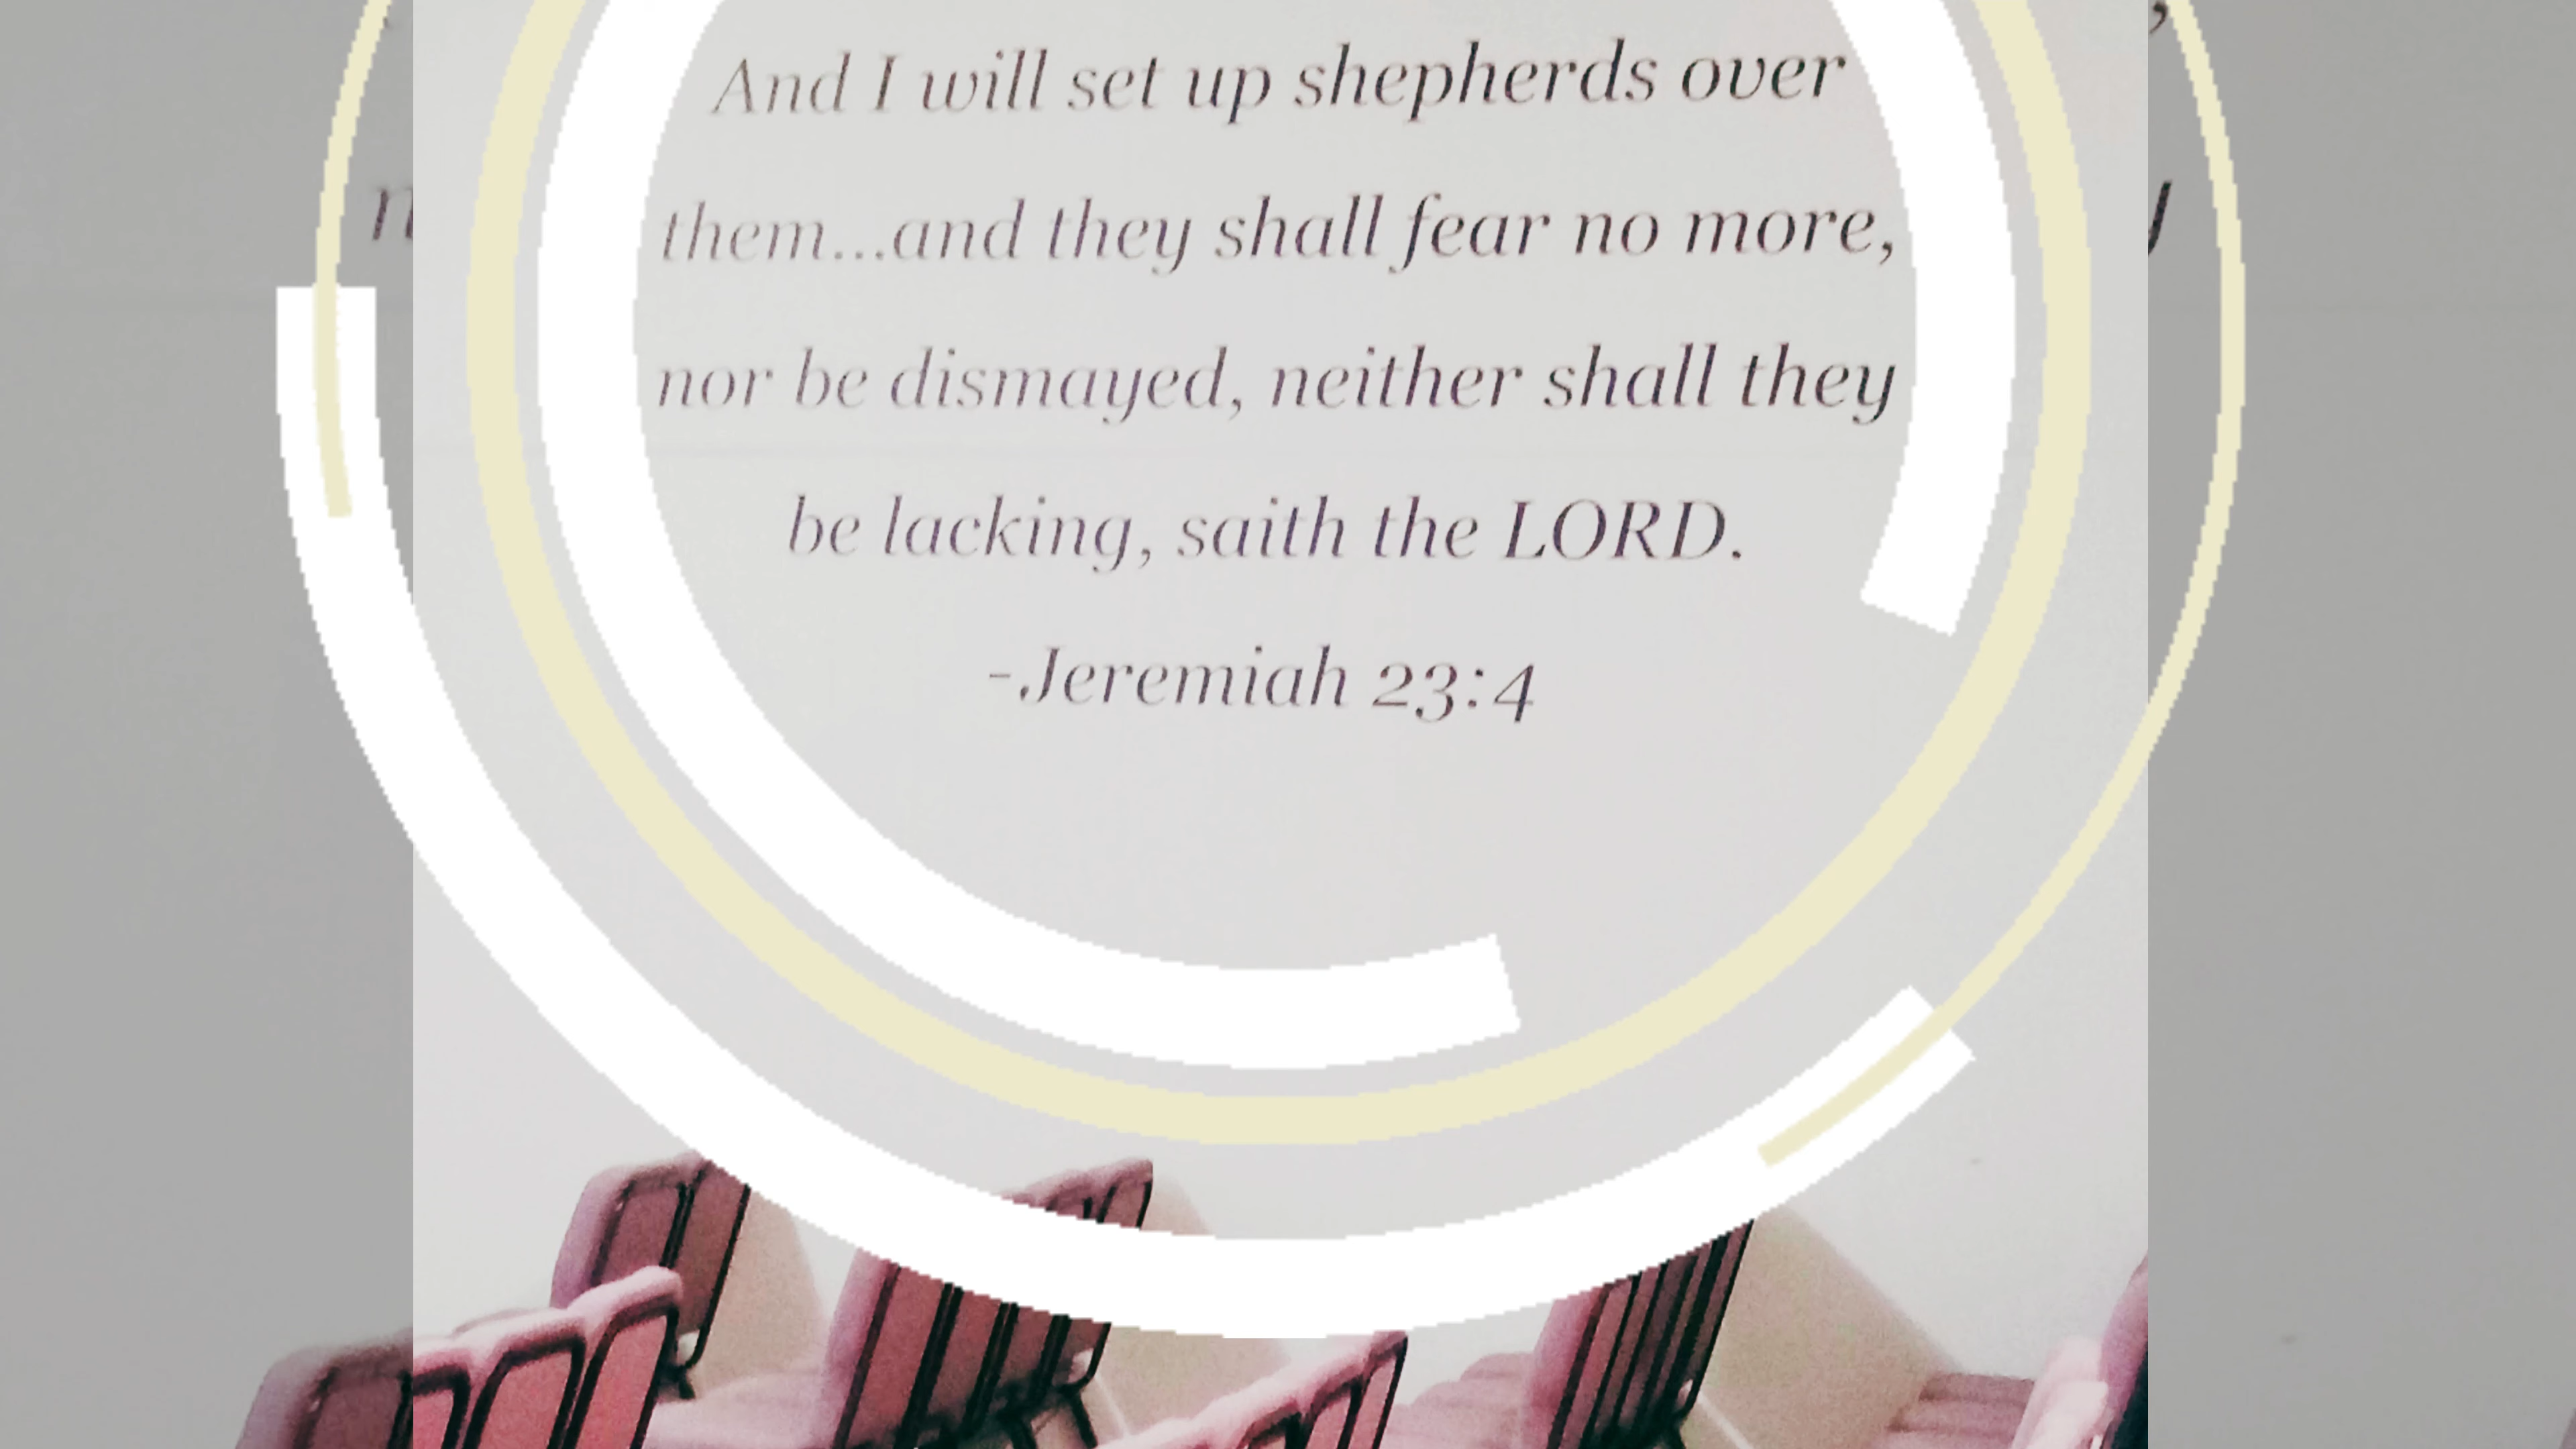 And I will set up shepherds over
them...and they shall fear no more,
nor be dismayed, neither shall they
be lacking, saith the LORD.
-Jeremiah 23:4